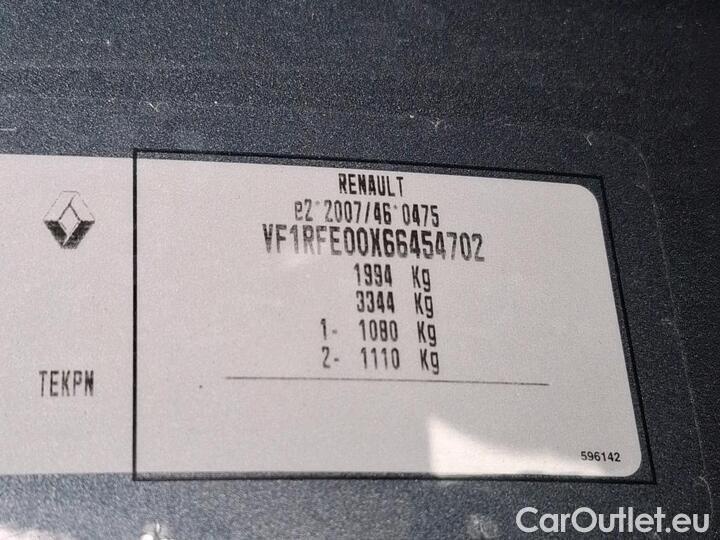 RENAULT
e2*2007/46*0475
VF1RFE00X66454702
1994 Kg
3344 Kg
1- 1080 Kg
2- 1110 Kg
TEKPN
596142
CarOutlet.eu